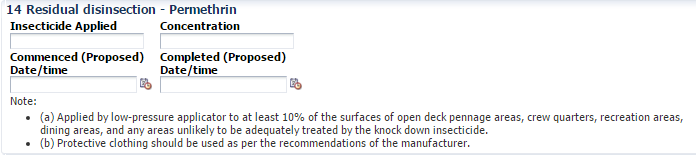 14 Residual disinsection - Permethrin
Insecticide Applied Concentration
Commenced (Proposed) Completed (Proposed)
Date/time Date/time
Note:
• (a) Applied by low-pressure applicator to at least 10% of the surfaces of open deck pennage areas, crew quarters, recreation areas,
dining areas, and any areas unlikely to be adequately treated by the knock down insecticide.
• (b) Protective clothing should be used as per the recommendations of the manufacturer.